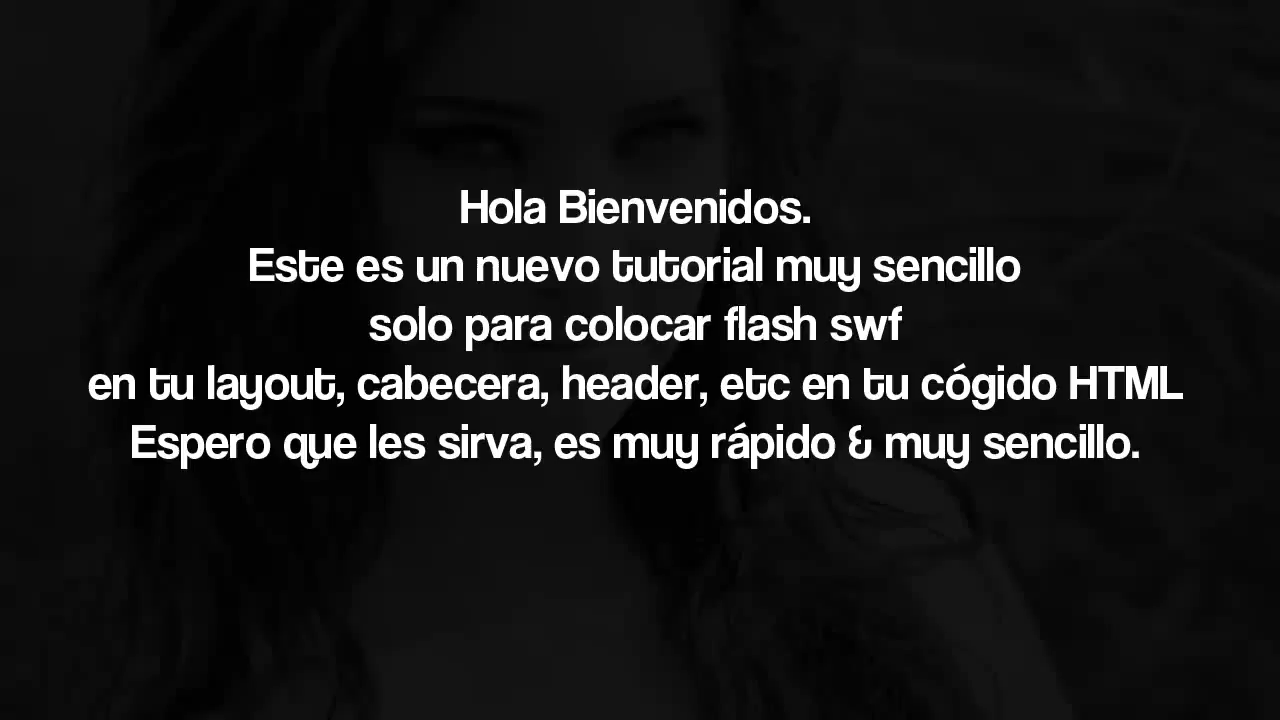 Hola Bienvenidos.
Este es un nuevo tutorial muy sencillo
solo para colocar flash swf
en tu layout, cabecera, header, etc en tu cógido HTML
Espero que les sirva, es muy rápido & muy sencillo.